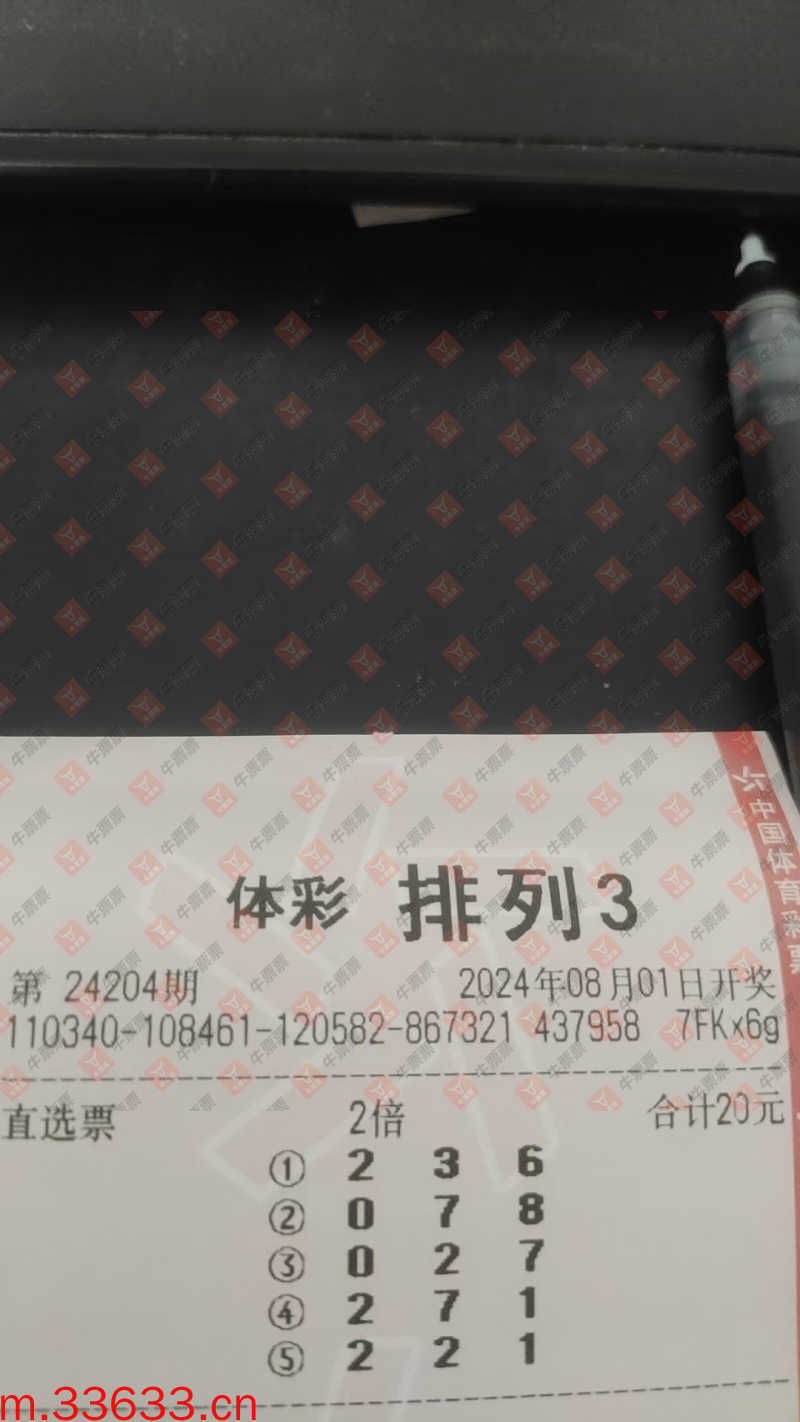 中国体育彩票
体彩 排列3
第 24204期 2024年08月01日开奖
110340-108461-120582-867321 437958 7FKx6g
直选票 2倍 合计20元
① 2 3 6
② 0 7 8
③ 0 2 7
④ 2 7 1
⑤ 2 2 1
m.33633.cn
牛票票